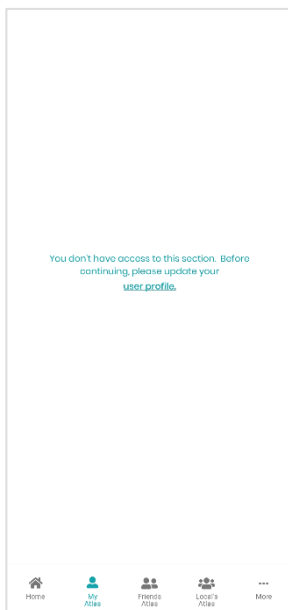 You don't have access to this section. Before
continuing, please update your
user profile.
Home
My
Atlas
Friends
Atlas
Local's
Atlas
More